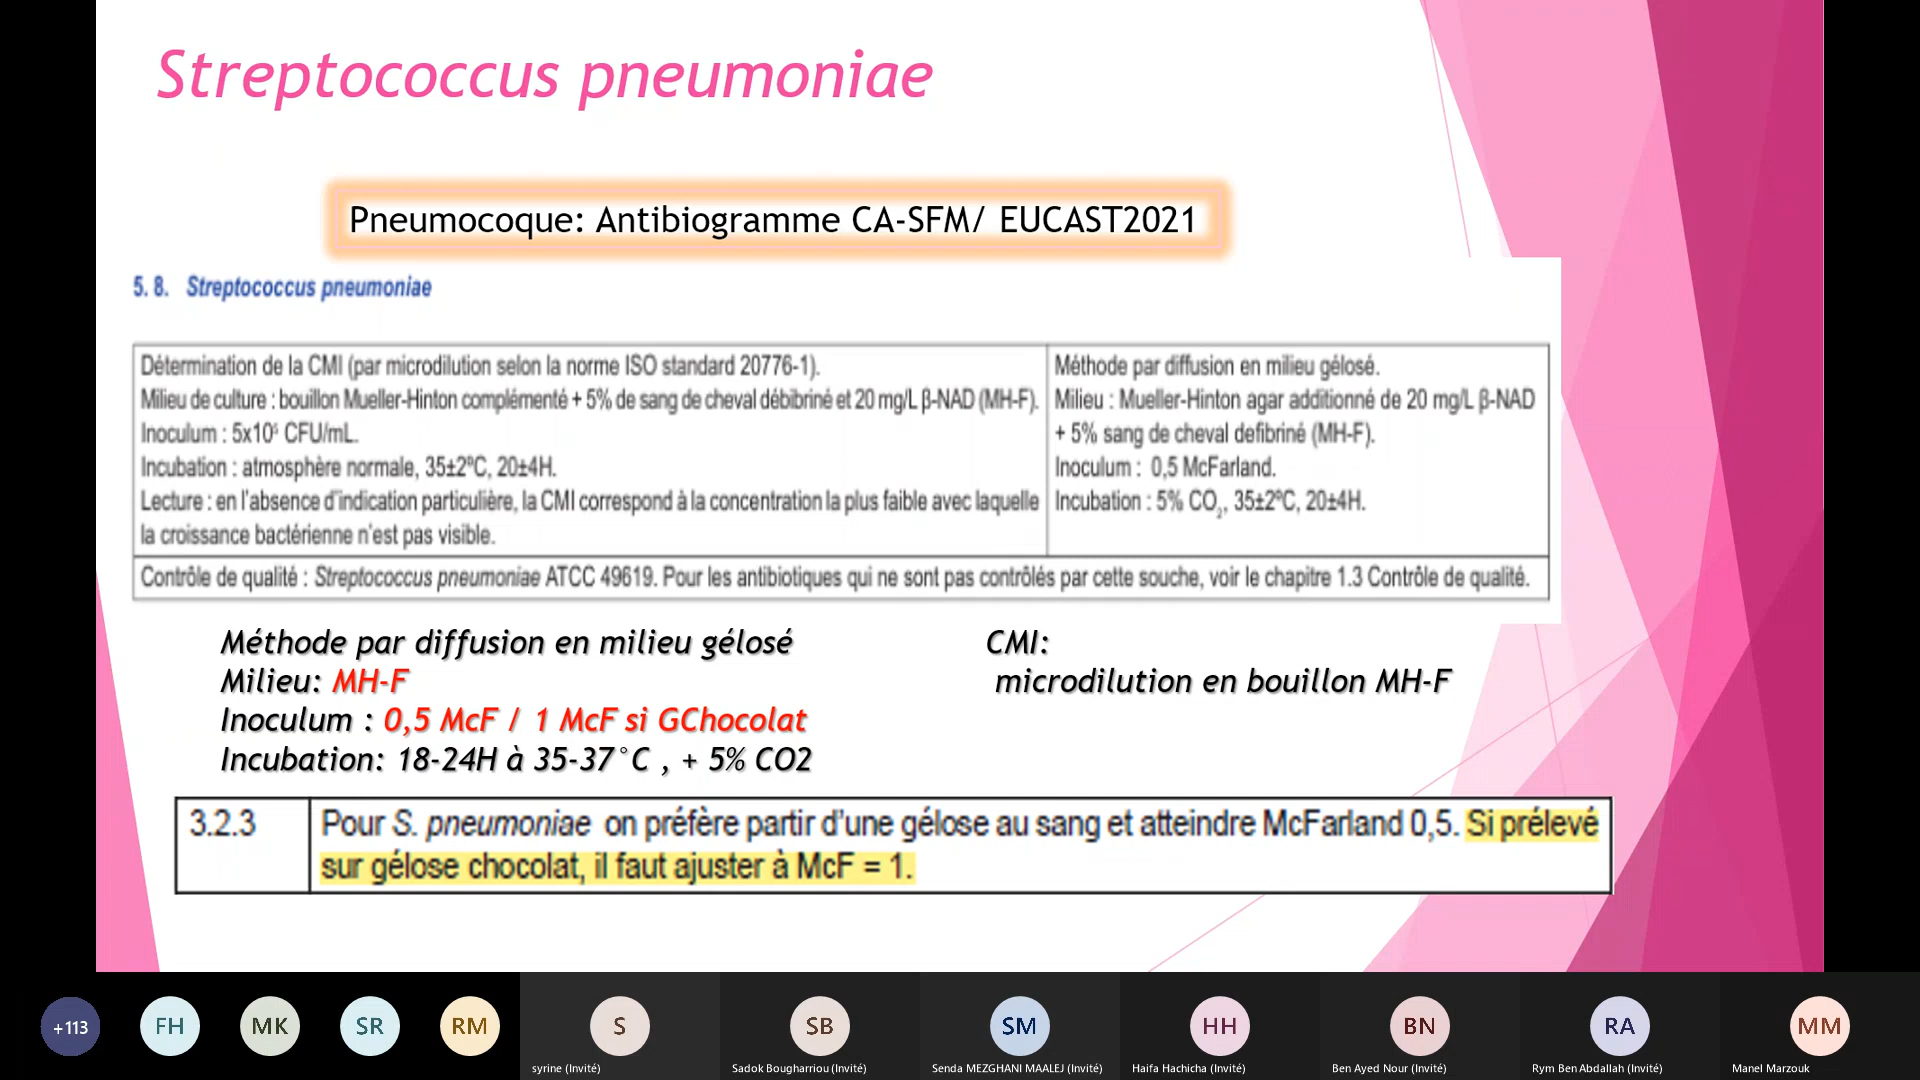 Streptococcus pneumoniae
Pneumocoque: Antibiogramme CA-SFM/ EUCAST2021
5. 8. Streptococcus pneumoniae
Détermination de la CMI (par microdilution selon la norme ISO standard 20776-1).
Milieu de culture : bouillon Mueller-Hinton complémenté + 5% de sang de cheval débibriné et 20 mg/L β-NAD (MH-F).
Inoculum : 5x10⁵ CFU/mL.
Incubation : atmosphère normale, 35±2ºC, 20±4H.
Lecture : en l'absence d'indication particulière, la CMI correspond à la concentration la plus faible avec laquelle
la croissance bactérienne n'est pas visible.
Méthode par diffusion en milieu gélosé.
Milieu : Mueller-Hinton agar additionné de 20 mg/L β-NAD
+ 5% sang de cheval defibriné (MH-F).
Inoculum : 0,5 McFarland.
Incubation : 5% CO₂, 35±2ºC, 20±4H.
Contrôle de qualité : Streptococcus pneumoniae ATCC 49619. Pour les antibiotiques qui ne sont pas contrôlés par cette souche, voir le chapitre 1.3 Contrôle de qualité.
Méthode par diffusion en milieu gélosé
Milieu: MH-F
Inoculum : 0,5 McF / 1 McF si GChocolat
Incubation: 18-24H à 35-37°C , + 5% CO2
CMI:
microdilution en bouillon MH-F
3.2.3
Pour S. pneumoniae on préfère partir d'une gélose au sang et atteindre McFarland 0,5. Si prélevé
sur gélose chocolat, il faut ajuster à McF = 1.
+113
FH
MK
SR
RM
S
SB
SM
HH
BN
RA
MM
syrine (Invité)
Sadok Bougharriou (Invité)
Senda MEZGHANI MAALEJ (Invité)
Haifa Hachicha (Invité)
Ben Ayed Nour (Invité)
Rym Ben Abdallah (Invité)
Manel Marzouk